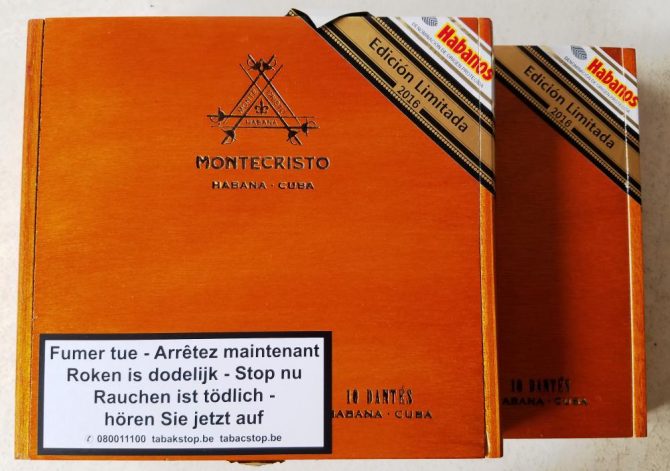 Habanos
Edición Limitada
2016
MONTECRISTO
HABANA · CUBA
10 DANTÉS
HABANA · CUBA
Fumer tue - Arrêtez maintenant
Roken is dodelijk - Stop nu
Rauchen ist tödlich -
hören Sie jetzt auf
✆ 080011100 tabakstop.be tabacstop.be
Habanos
Edición Limitada
2016
10 DANTÉS
ABANA · CUBA